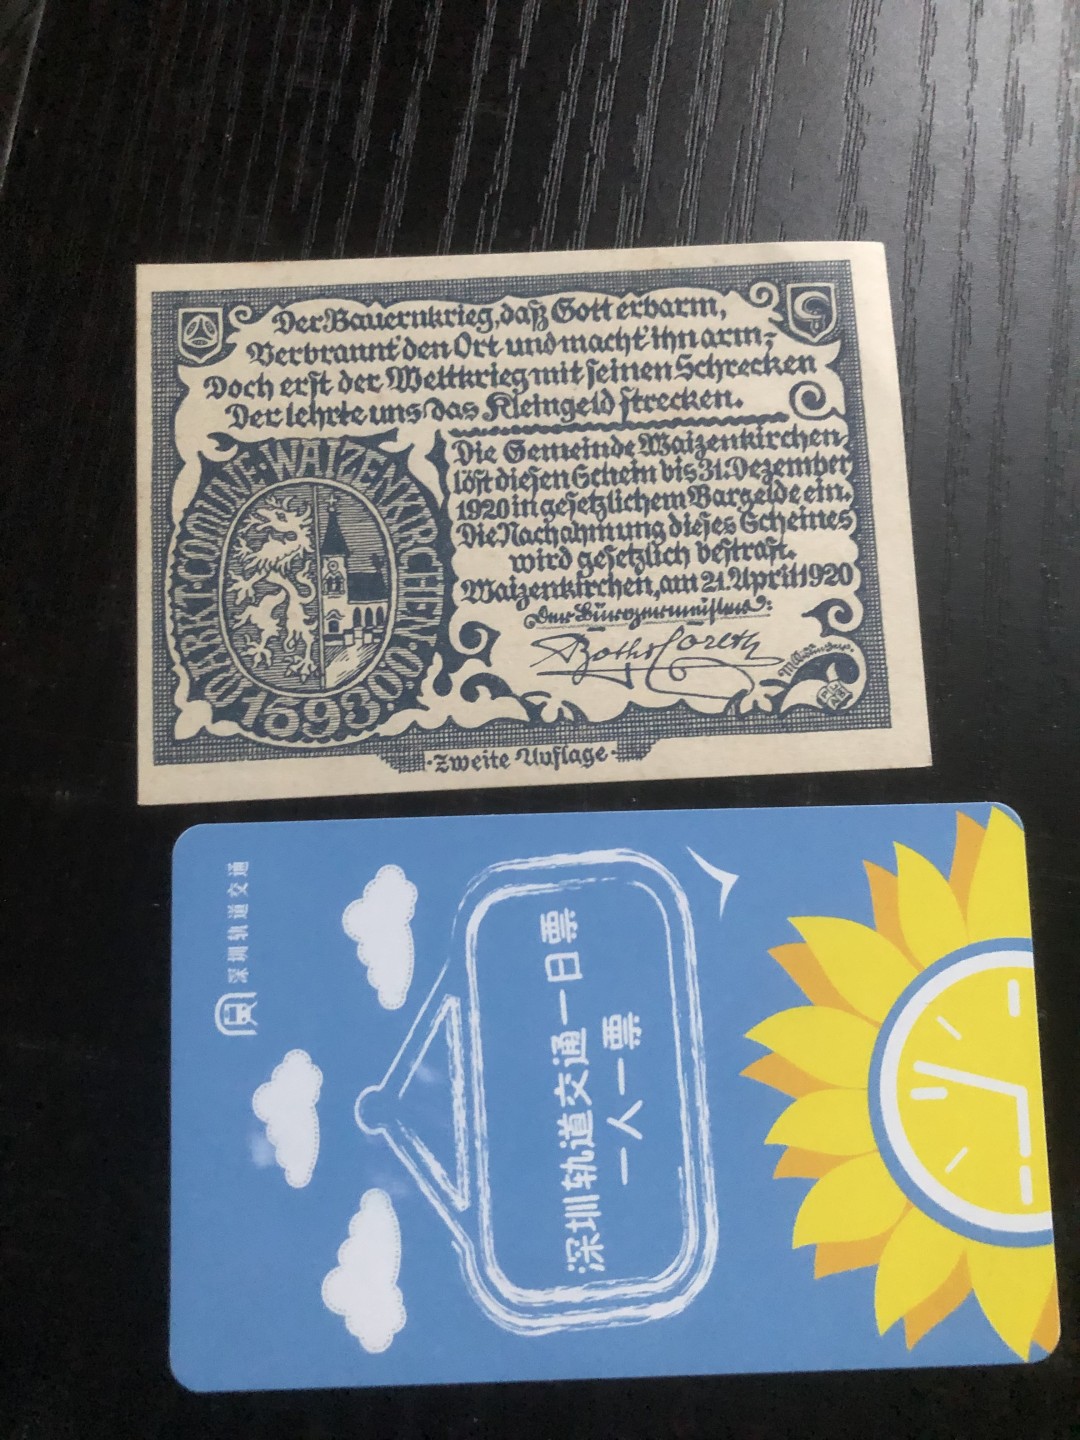 Der Bauernkrieg, daß Gott erbarm,
Verbrannt' den Ort und macht' ihn arm;
Doch erst der Weltkrieg mit seinen Schrecken
Der lehrte uns das Kleingeld strecken.
MARKT:COMUNE·WAIZENKIRCHEN·O.Ö.
1593.
Die Gemeinde Waizenkirchen
löst diesen Schein bis 31. Dezember
1920 in gesetzlichem Bargelde ein.
Die Nachahmung dieses Scheines
wird gesetzlich bestraft.
Waizenkirchen, am 21. April 1920
der Bürgermeister:
·Zweite Auflage·
深圳轨道交通
深圳轨道交通一日票
一人一票